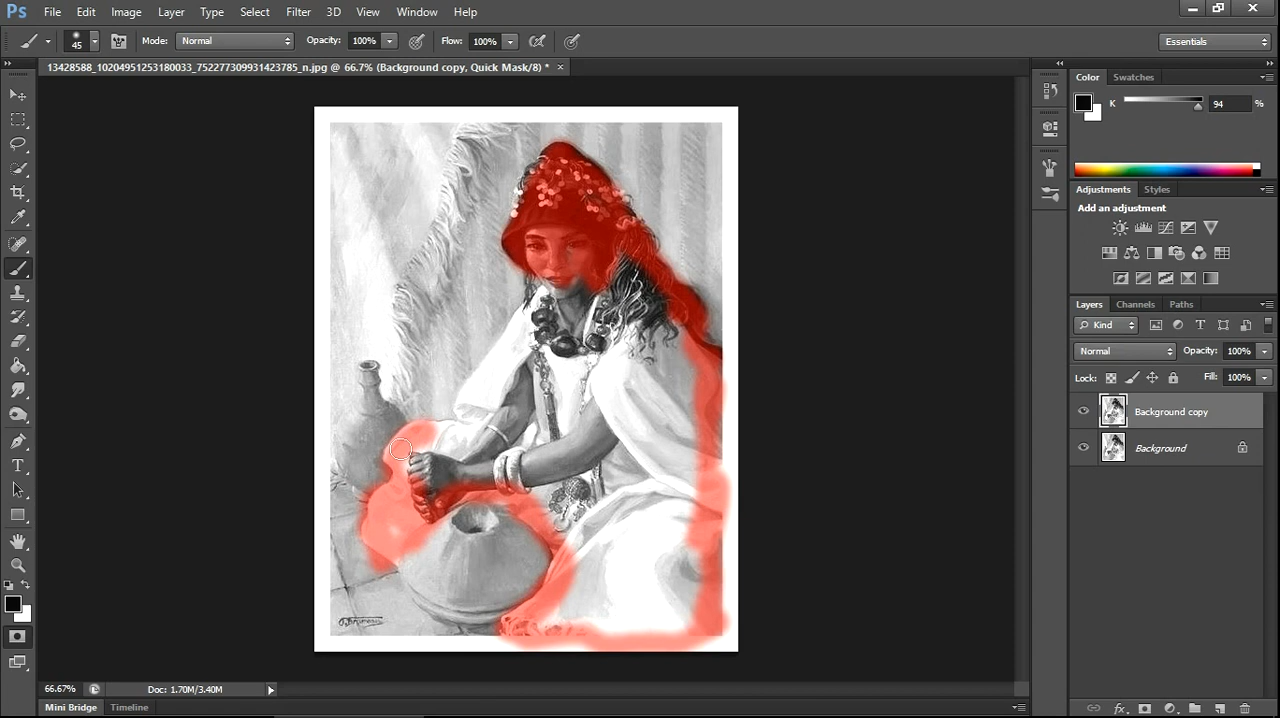 Ps File Edit Image Layer Type Select Filter 3D View Window Help
45 Mode: Normal Opacity: 100% Flow: 100% Essentials
13428588_10204951253180033_752277309931423785_n.jpg @ 66.7% (Background copy, Quick Mask/8) *
Color Swatches
K 94 %
Adjustments Styles
Add an adjustment
Layers Channels Paths
Kind
Normal Opacity: 100%
Lock: Fill: 100%
Background copy
Background
66.67% Doc: 1.70M/3.40M
Mini Bridge Timeline